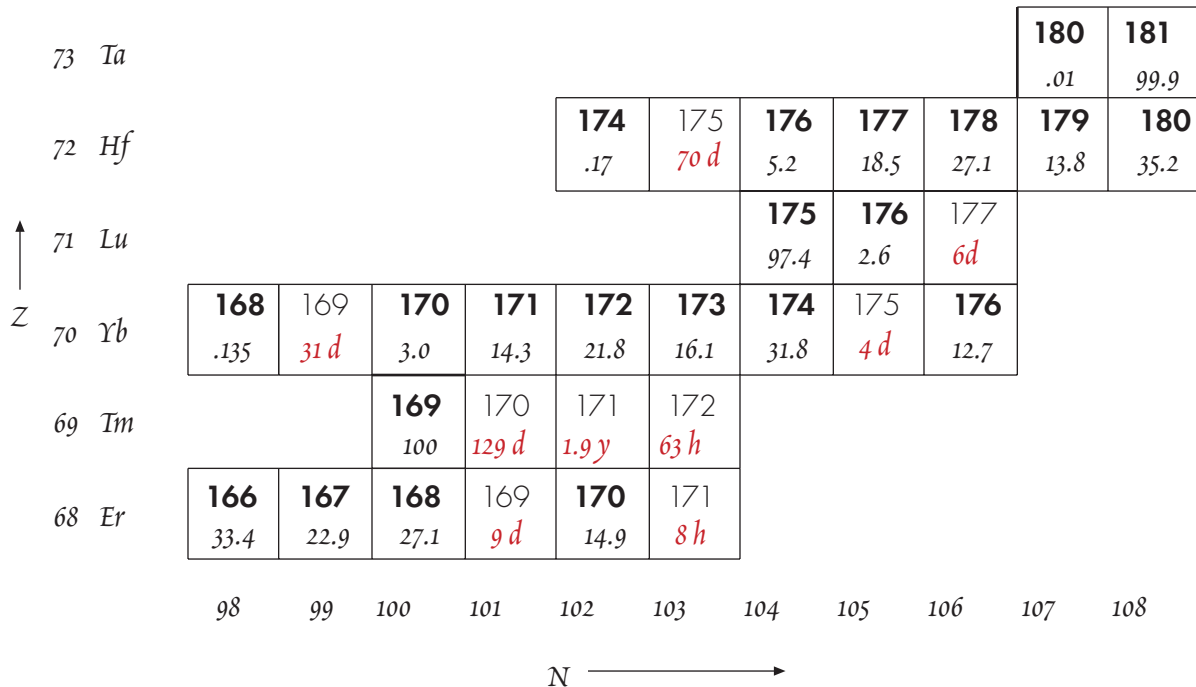 180 181
73 Ta
.01 99.9
174 175 176 177 178 179 180
72 Hf
.17 70 d 5.2 18.5 27.1 13.8 35.2
175 176 177
71 Lu
97.4 2.6 6d
168 169 170 171 172 173 174 175 176
Z
70 Yb
.135 31 d 3.0 14.3 21.8 16.1 31.8 4 d 12.7
169 170 171 172
69 Tm
100 129 d 1.9 y 63 h
166 167 168 169 170 171
68 Er
33.4 22.9 27.1 9 d 14.9 8 h
98 99 100 101 102 103 104 105 106 107 108
N